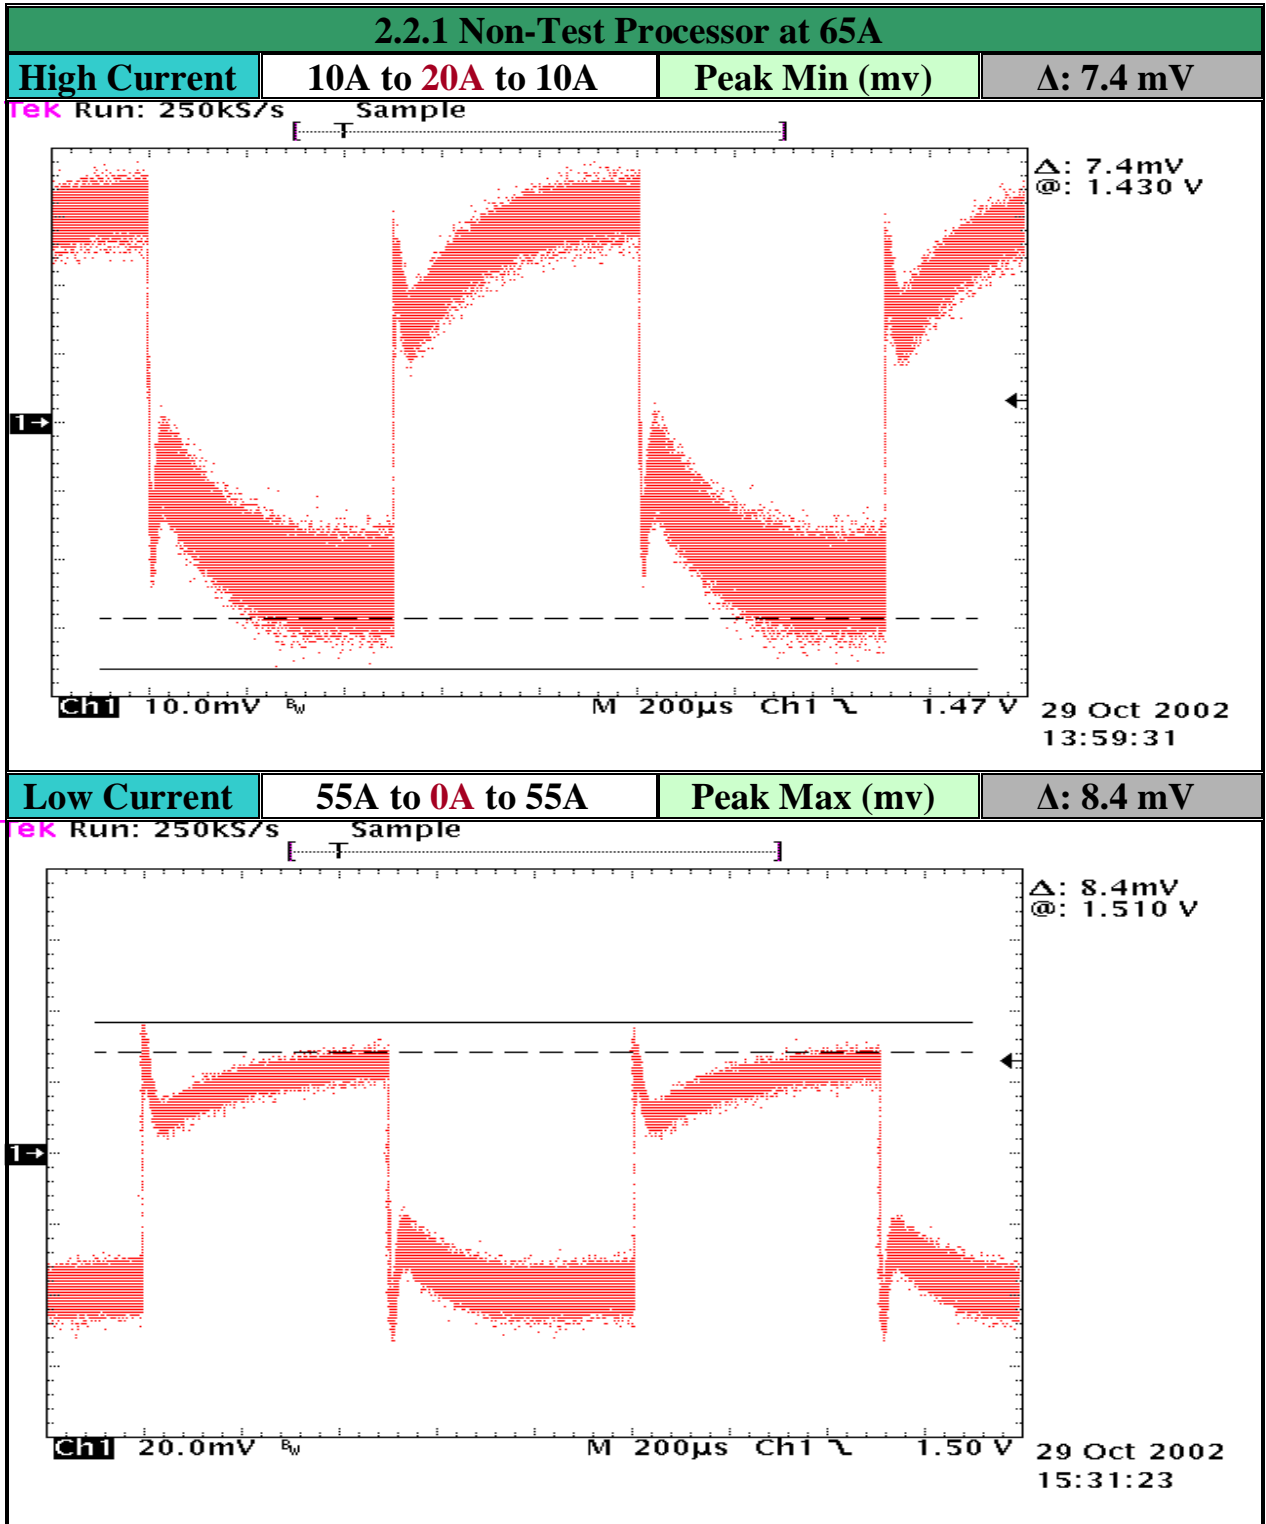 2.2.1 Non-Test Processor at 65A
High Current 10A to 20A to 10A Peak Min (mv) Δ: 7.4 mV
Tek Run: 250kS/s Sample
[ T ]
Δ: 7.4mV
@: 1.430 V
1→
Ch1 10.0mV BW M 200µs Ch1 1.47 V
29 Oct 2002
13:59:31
Low Current 55A to 0A to 55A Peak Max (mv) Δ: 8.4 mV
Tek Run: 250kS/s Sample
[ T ]
Δ: 8.4mV
@: 1.510 V
1→
Ch1 20.0mV BW M 200µs Ch1 1.50 V
29 Oct 2002
15:31:23